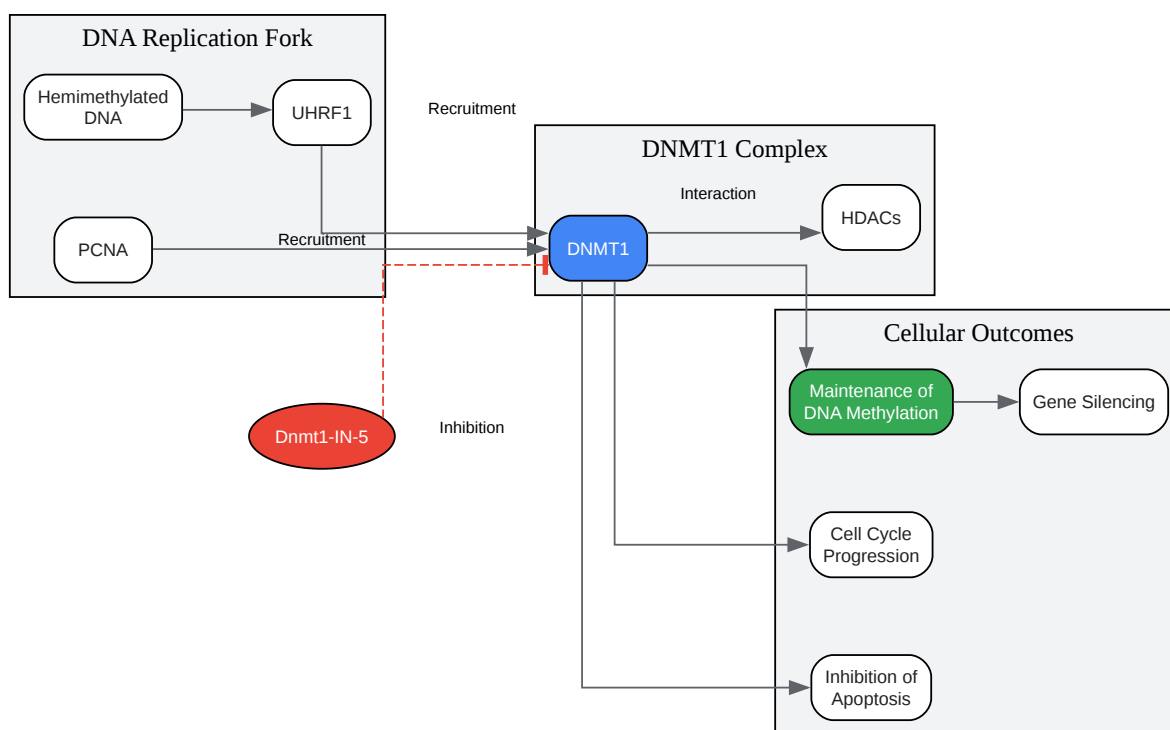 DNA Replication Fork
Hemimethylated
DNA
UHRF1
Recruitment
PCNA
Recruitment
DNMT1 Complex
Interaction
DNMT1
HDACs
Dnmt1-IN-5
Inhibition
Cellular Outcomes
Maintenance of
DNA Methylation
Gene Silencing
Cell Cycle
Progression
Inhibition of
Apoptosis